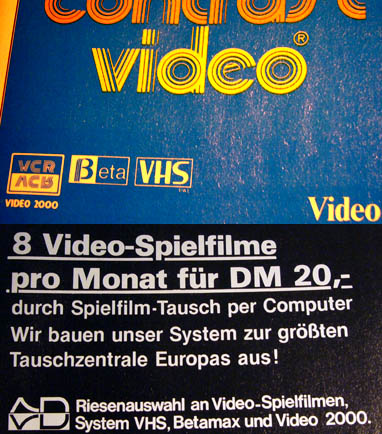 contrast
video®
VCR
Beta
VHS
PAL
VIDEO 2000
Video
8 Video-Spielfilme
pro Monat für DM 20,-
durch Spielfilm-Tausch per Computer
Wir bauen unser System zur größten
Tauschzentrale Europas aus!
Riesenauswahl an Video-Spielfilmen,
System VHS, Betamax und Video 2000.